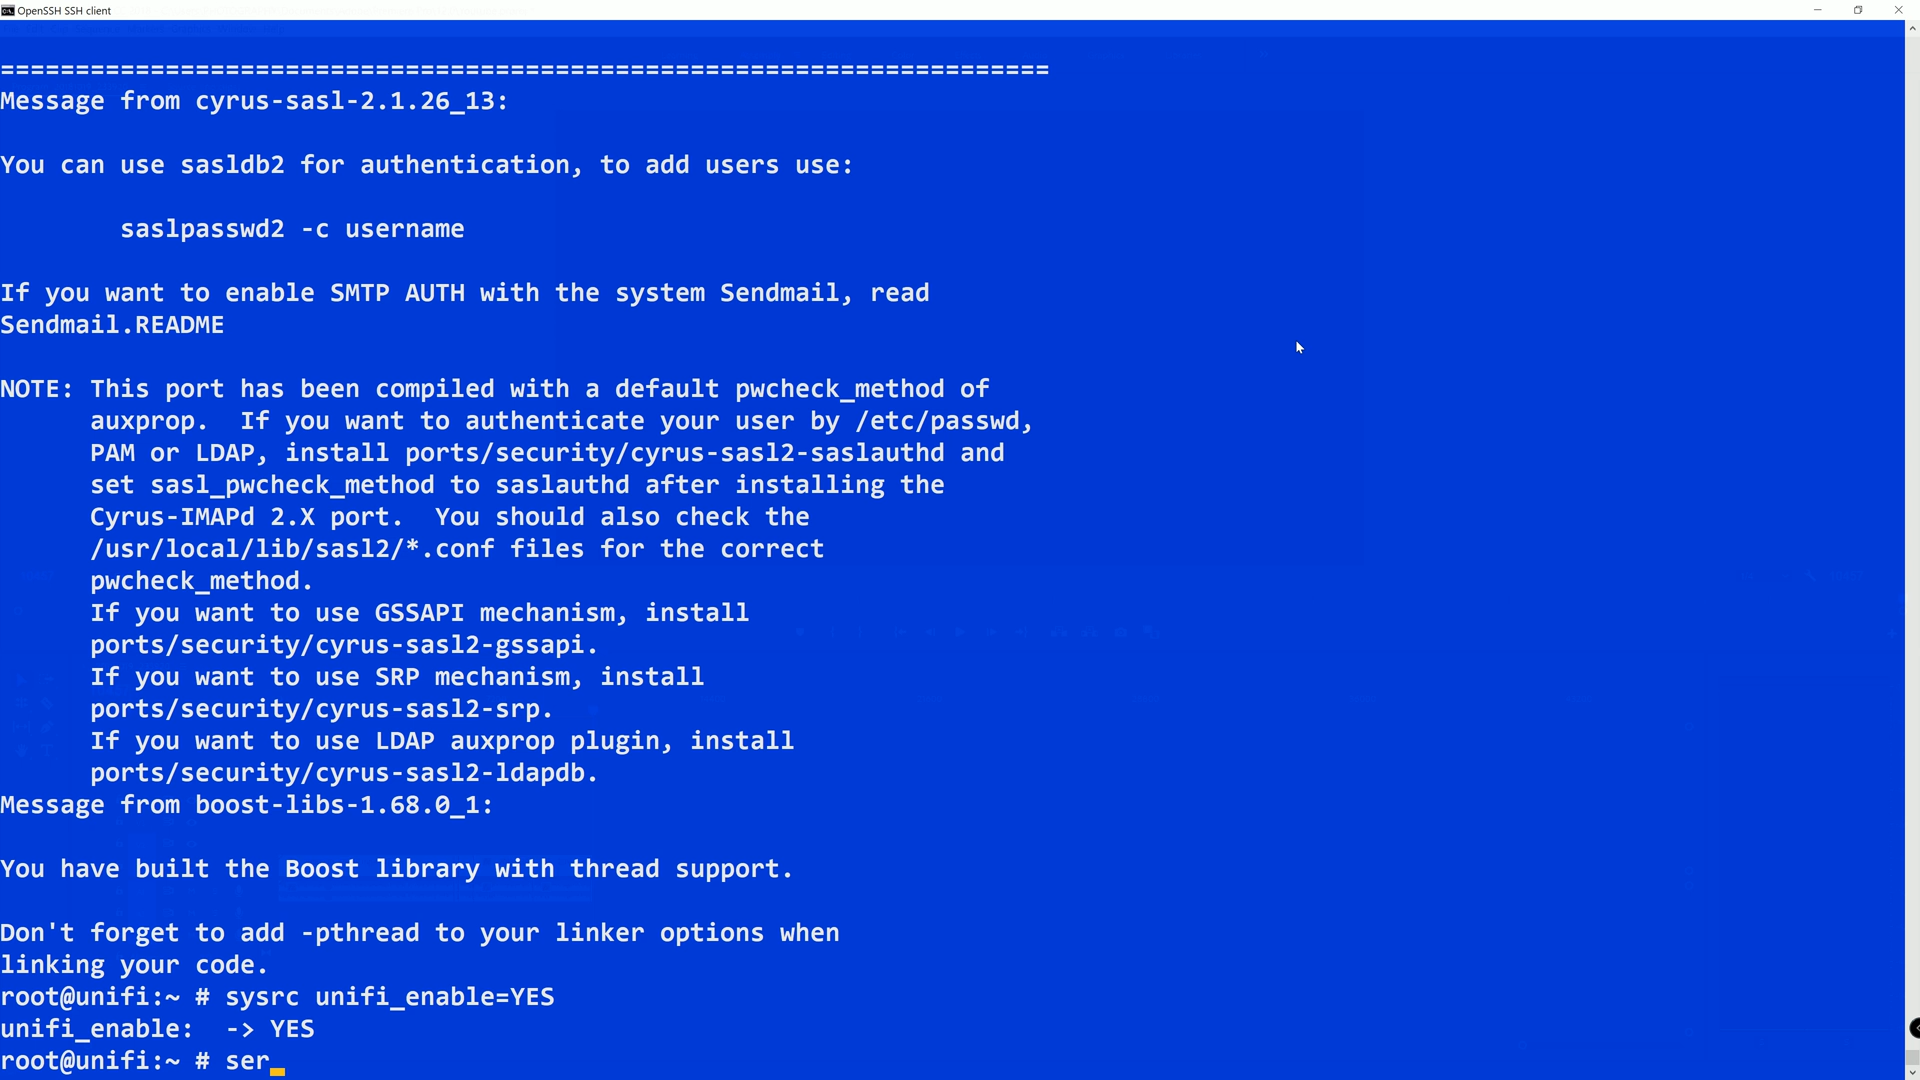 OpenSSH SSH client
======================================================================
Message from cyrus-sasl-2.1.26_13:
You can use sasldb2 for authentication, to add users use:
saslpasswd2 -c username
If you want to enable SMTP AUTH with the system Sendmail, read
Sendmail.README
NOTE: This port has been compiled with a default pwcheck_method of
auxprop.  If you want to authenticate your user by /etc/passwd,
PAM or LDAP, install ports/security/cyrus-sasl2-saslauthd and
set sasl_pwcheck_method to saslauthd after installing the
Cyrus-IMAPd 2.X port.  You should also check the
/usr/local/lib/sasl2/*.conf files for the correct
pwcheck_method.
If you want to use GSSAPI mechanism, install
ports/security/cyrus-sasl2-gssapi.
If you want to use SRP mechanism, install
ports/security/cyrus-sasl2-srp.
If you want to use LDAP auxprop plugin, install
ports/security/cyrus-sasl2-ldapdb.
Message from boost-libs-1.68.0_1:
You have built the Boost library with thread support.
Don't forget to add -pthread to your linker options when
linking your code.
root@unifi:~ # sysrc unifi_enable=YES
unifi_enable:  -> YES
root@unifi:~ # ser